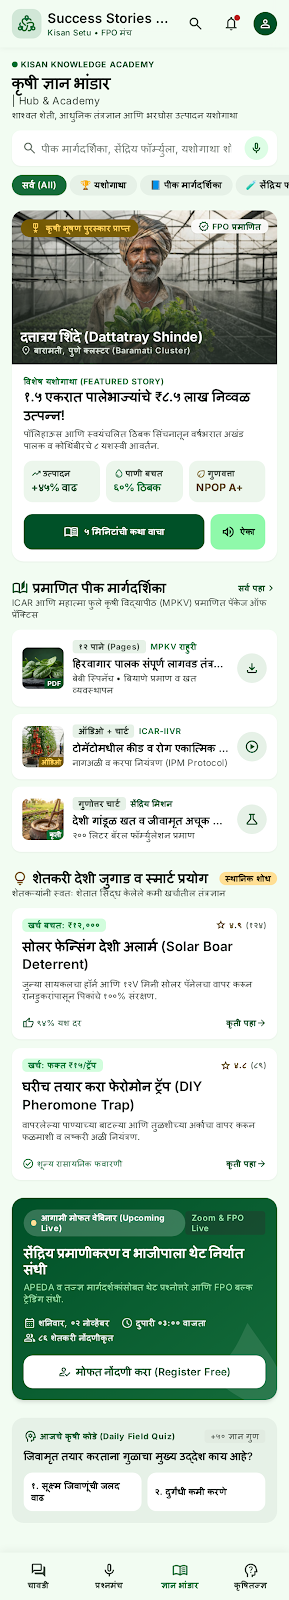 Success Stories ...
Kisan Setu • FPO मंच
KISAN KNOWLEDGE ACADEMY
कृषी ज्ञान भांडार
| Hub & Academy
शाश्वत शेती, आधुनिक तंत्रज्ञान आणि भरघोस उत्पादन यशोगाथा
पीक मार्गदर्शिका, सेंद्रिय फॉर्म्युला, यशोगाथा शे
सर्व (All)
🏆 यशोगाथा
📘 पीक मार्गदर्शिका
🧪 सेंद्रिय फ
कृषी भूषण पुरस्कार प्राप्त
FPO प्रमाणित
दत्तात्रय शिंदे (Dattatray Shinde)
बारामती, पुणे क्लस्टर (Baramati Cluster)
विशेष यशोगाथा (FEATURED STORY)
१.५ एकरात पालेभाज्यांचे ₹८.५ लाख निव्वळ
उत्पन्न!
पॉलिहाऊस आणि स्वयंचलित ठिबक सिंचनातून वर्षभरात अखंड
पालक व कोथिंबीरचे ८ यशस्वी आवर्तन.
उत्पादन
+४५% वाढ
पाणी बचत
६०% ठिबक
गुणवत्ता
NPOP A+
५ मिनिटांची कथा वाचा
ऐका
प्रमाणित पीक मार्गदर्शिका
सर्व पहा
ICAR आणि महात्मा फुले कृषी विद्यापीठ (MPKV) प्रमाणित पॅकेज ऑफ
प्रॅक्टिस
PDF
१२ पाने (Pages)
MPKV राहुरी
हिरवागार पालक संपूर्ण लागवड तंत्र...
बेबी स्पिनॅच • बियाणे प्रमाण व खत
व्यवस्थापन
ऑडिओ
ऑडिओ + चार्ट
ICAR-IIVR
टोमॅटोमधील कीड व रोग एकात्मिक ...
नागअळी व करपा नियंत्रण (IPM Protocol)
कृती
गुणोत्तर चार्ट
सेंद्रिय मिशन
देशी गांडूळ खत व जीवामृत अचूक ...
२०० लिटर बॅरल फॉर्म्युलेशन प्रमाण
शेतकरी देशी जुगाड व स्मार्ट प्रयोग
स्थानिक शोध
शेतकऱ्यांनी स्वतः शेतात सिद्ध केलेले कमी खर्चातील तंत्रज्ञान
खर्च बचत: ₹१२,०००
४.९ (१२४)
सोलर फेन्सिंग देशी अलार्म (Solar Boar
Deterrent)
जुन्या सायकलचा हॉर्न आणि १२V मिनी सोलर पॅनेलचा वापर करून
रानडुकरांपासून पिकांचे १००% संरक्षण.
९४% यश दर
कृती पहा
खर्च: फक्त ₹१५/ट्रॅप
४.८ (८९)
घरीच तयार करा फेरोमोन ट्रॅप (DIY
Pheromone Trap)
वापरलेल्या पाण्याच्या बाटल्या आणि तुळशीच्या अर्काचा वापर करून
फळमाशी व लष्करी अळी नियंत्रण.
शून्य रासायनिक फवारणी
कृती पहा
आगामी मोफत वेबिनार (Upcoming
Live)
Zoom & FPO
Live
सेंद्रिय प्रमाणीकरण व भाजीपाला थेट निर्यात
संधी
APEDA व तज्ज्ञ मार्गदर्शकांसोबत थेट प्रश्नोत्तरे आणि FPO बल्क
ट्रेडिंग संधी.
शनिवार, ०२ नोव्हेंबर
दुपारी ०३:०० वाजता
८६ शेतकरी नोंदणीकृत
मोफत नोंदणी करा (Register Free)
आजचे कृषी कोडे (Daily Field Quiz)
+५० ज्ञान गुण
जिवामृत तयार करताना गुळाचा मुख्य उद्देश काय आहे?
१. सूक्ष्म जिवाणूंची जलद
वाढ
२. दुर्गंधी कमी करणे
चावडी
प्रश्नमंच
ज्ञान भांडार
कृषितज्ज्ञ